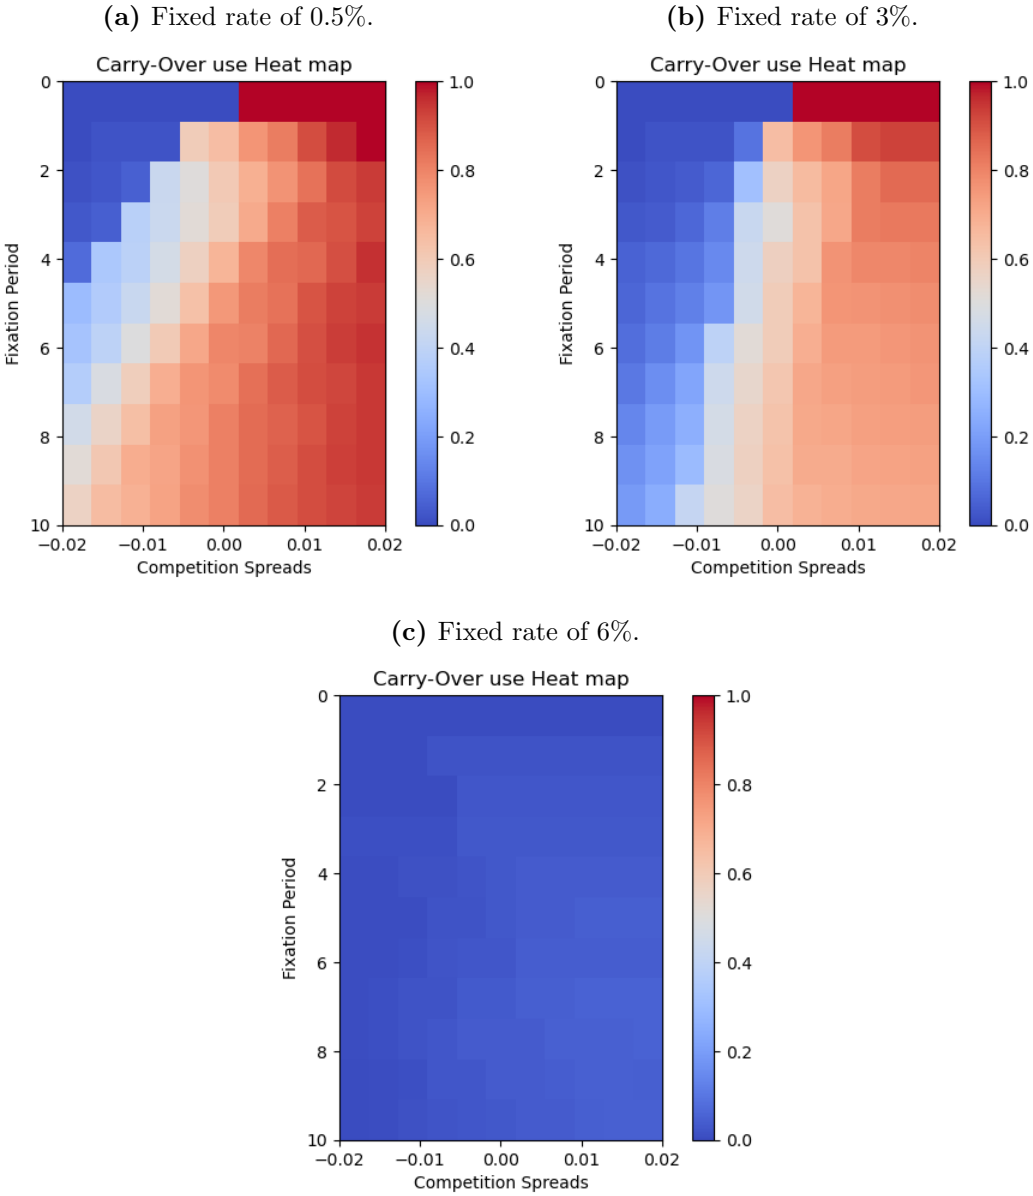 (a) Fixed rate of 0.5%.
(b) Fixed rate of 3%.
Carry-Over use Heat map
0
2
4
6
8
10
Fixation Period
−0.02 −0.01 0.00 0.01 0.02
Competition Spreads
1.0
0.8
0.6
0.4
0.2
0.0
Carry-Over use Heat map
0
2
4
6
8
10
Fixation Period
−0.02 −0.01 0.00 0.01 0.02
Competition Spreads
1.0
0.8
0.6
0.4
0.2
0.0
(c) Fixed rate of 6%.
Carry-Over use Heat map
0
2
4
6
8
10
Fixation Period
−0.02 −0.01 0.00 0.01 0.02
Competition Spreads
1.0
0.8
0.6
0.4
0.2
0.0